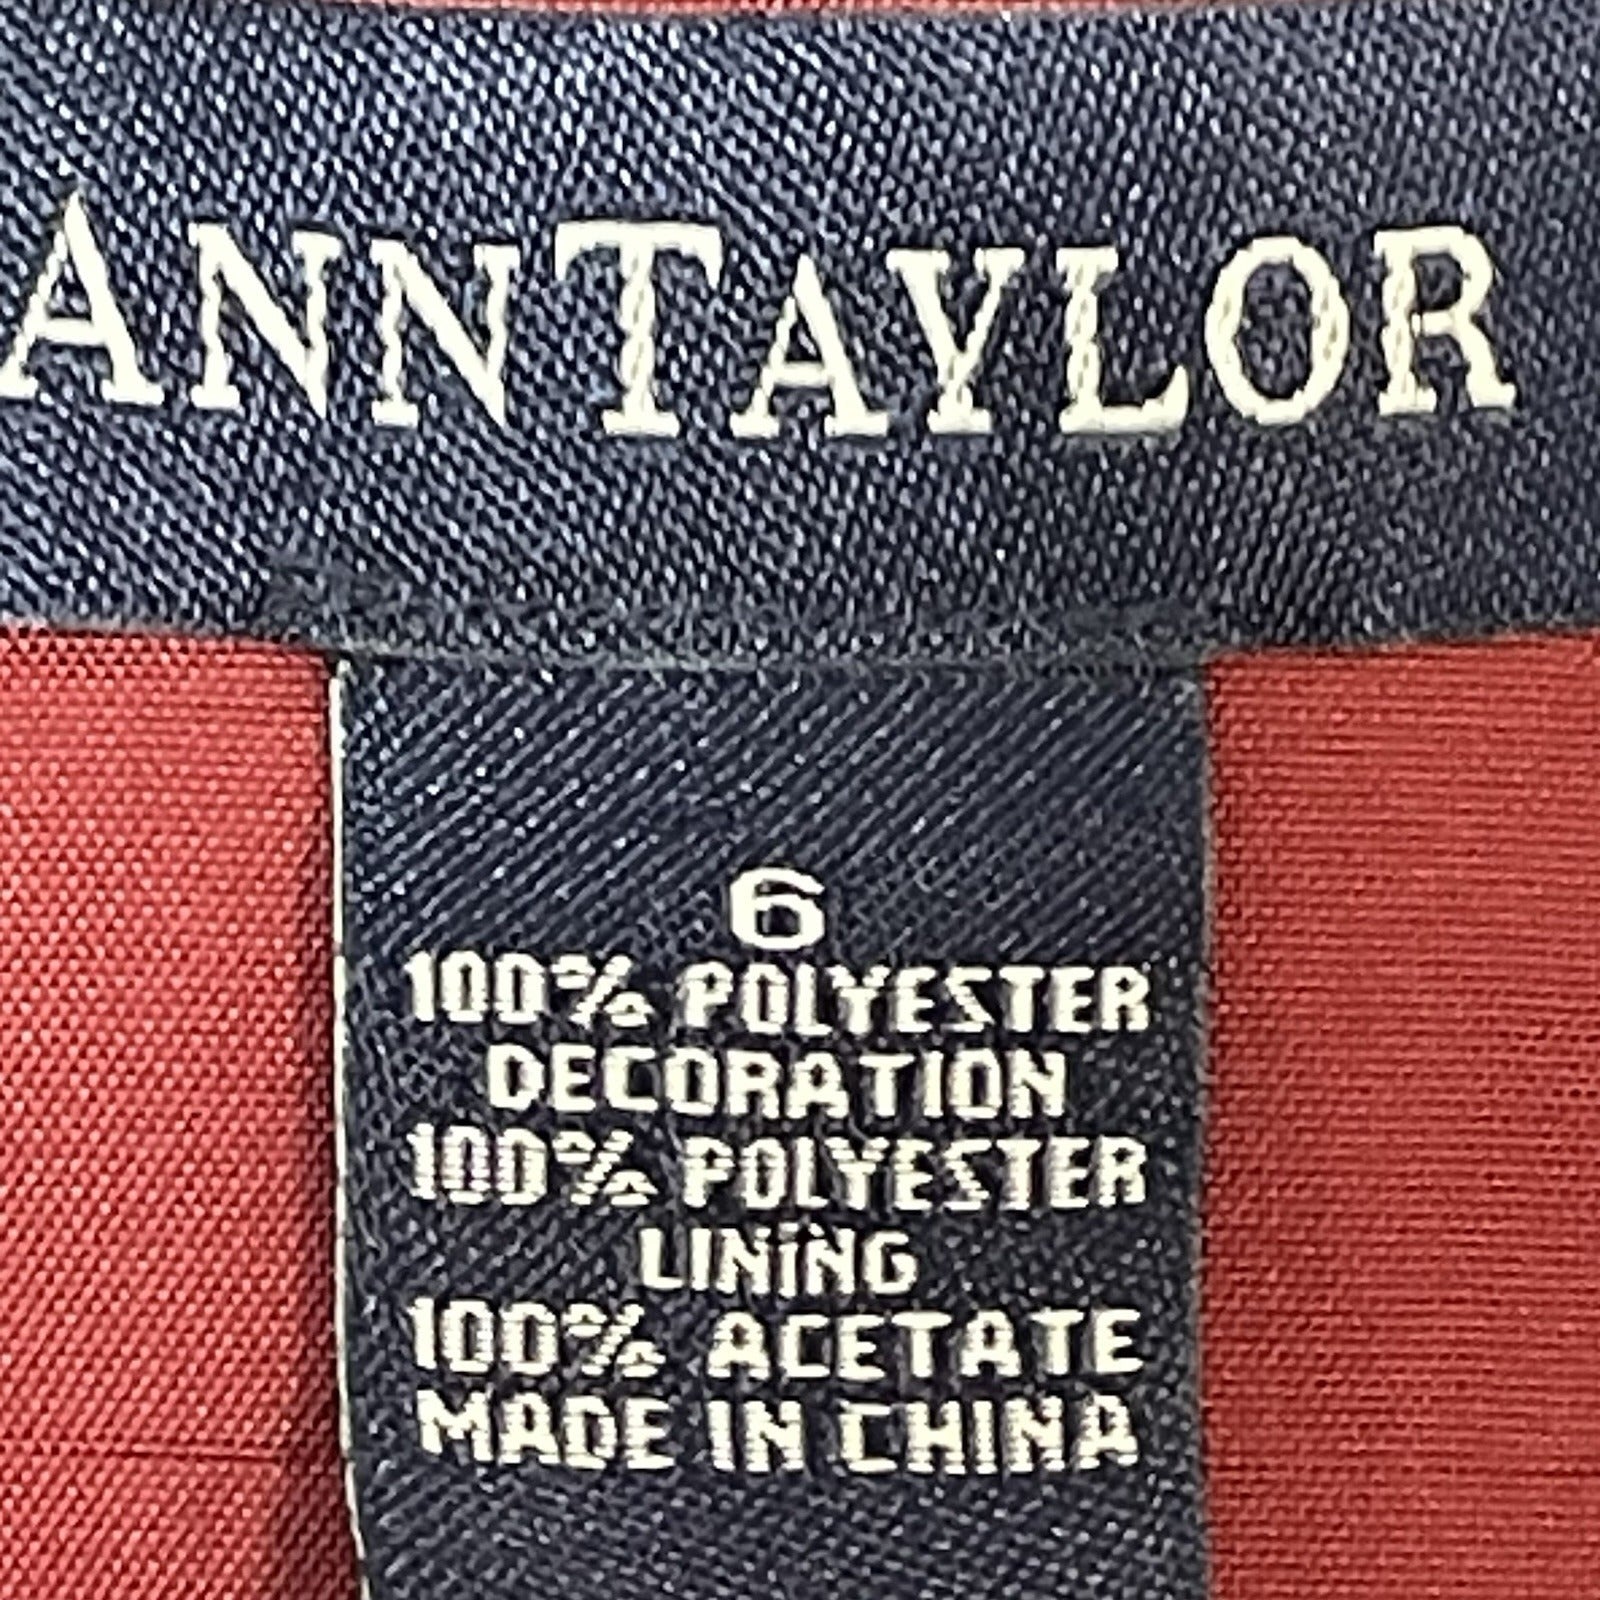 ANNTAYLOR
6
100% POLYESTER
DECORATION
100% POLYESTER
LINING
100% ACETATE
MADE IN CHINA